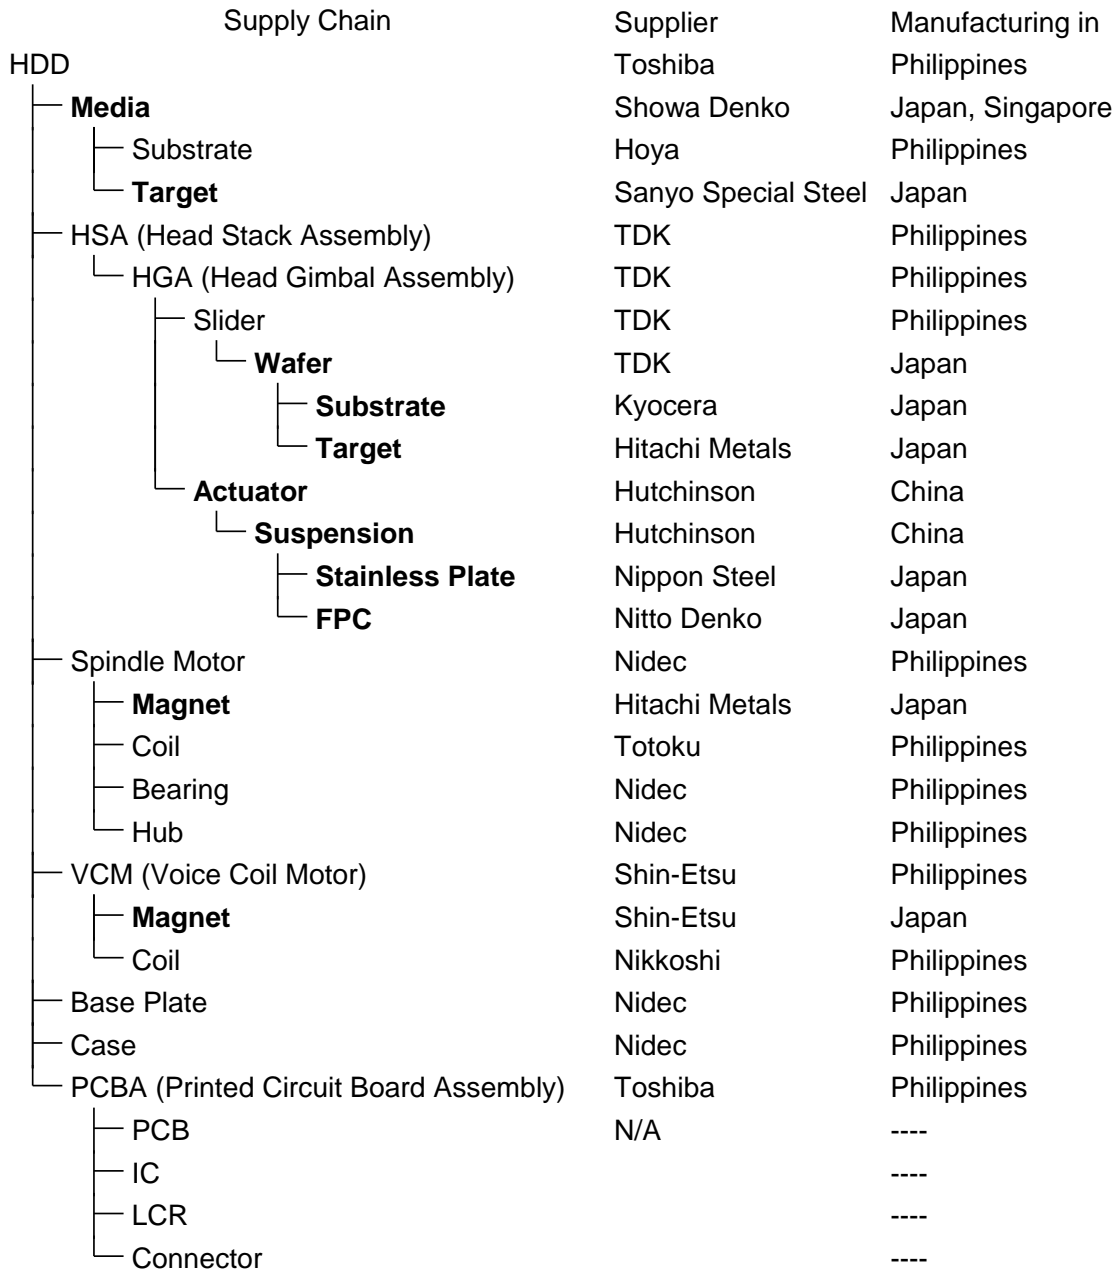 Supply Chain Supplier Manufacturing in
HDD Toshiba Philippines
Media Showa Denko Japan, Singapore
Substrate Hoya Philippines
Target Sanyo Special Steel Japan
HSA (Head Stack Assembly) TDK Philippines
HGA (Head Gimbal Assembly) TDK Philippines
Slider TDK Philippines
Wafer TDK Japan
Substrate Kyocera Japan
Target Hitachi Metals Japan
Actuator Hutchinson China
Suspension Hutchinson China
Stainless Plate Nippon Steel Japan
FPC Nitto Denko Japan
Spindle Motor Nidec Philippines
Magnet Hitachi Metals Japan
Coil Totoku Philippines
Bearing Nidec Philippines
Hub Nidec Philippines
VCM (Voice Coil Motor) Shin-Etsu Philippines
Magnet Shin-Etsu Japan
Coil Nikkoshi Philippines
Base Plate Nidec Philippines
Case Nidec Philippines
PCBA (Printed Circuit Board Assembly) Toshiba Philippines
PCB N/A ----
IC ----
LCR ----
Connector ----